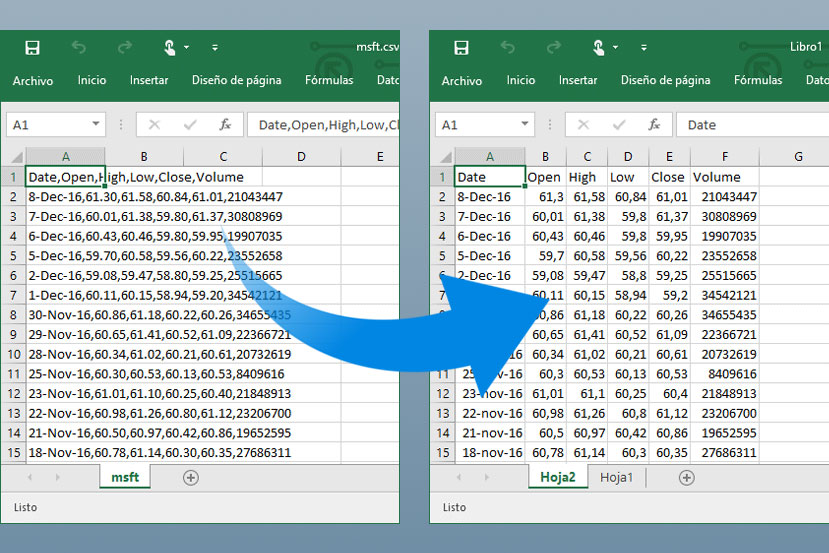 msft.csv
Archivo Inicio Insertar Diseño de página Fórmulas Dato
A1 fx Date,Open,High,Low,Cl
A B C D E
1 Date,Open,High,Low,Close,Volume
2 8-Dec-16,61.30,61.58,60.84,61.01,21043447
3 7-Dec-16,60.01,61.38,59.80,61.37,30808969
4 6-Dec-16,60.43,60.46,59.80,59.95,19907035
5 5-Dec-16,59.70,60.58,59.56,60.22,23552658
6 2-Dec-16,59.08,59.47,58.80,59.25,25515665
7 1-Dec-16,60.11,60.15,58.94,59.20,34542121
8 30-Nov-16,60.86,61.18,60.22,60.26,34655435
9 29-Nov-16,60.65,61.41,60.52,61.09,22366721
10 28-Nov-16,60.34,61.02,60.21,60.61,20732619
11 25-Nov-16,60.30,60.53,60.13,60.53,8409616
12 23-Nov-16,61.01,61.10,60.25,60.40,21848913
13 22-Nov-16,60.98,61.26,60.80,61.12,23206700
14 21-Nov-16,60.50,60.97,60.42,60.86,19652595
15 18-Nov-16,60.78,61.14,60.30,60.35,27686311
msft
Listo
Libro1
Archivo Inicio Insertar Diseño de página Fórmulas Dato
A1 fx Date
A B C D E F G
1 Date Open High Low Close Volume
2 8-Dec-16 61,3 61,58 60,84 61,01 21043447
3 7-Dec-16 60,01 61,38 59,8 61,37 30808969
4 6-Dec-16 60,43 60,46 59,8 59,95 19907035
5 5-Dec-16 59,7 60,58 59,56 60,22 23552658
6 2-Dec-16 59,08 59,47 58,8 59,25 25515665
7 60,11 60,15 58,94 59,2 34542121
8 60,86 61,18 60,22 60,26 34655435
9 60,65 61,41 60,52 61,09 22366721
10 60,34 61,02 60,21 60,61 20732619
11 60,3 60,53 60,13 60,53 8409616
12 23-nov-16 61,01 61,1 60,25 60,4 21848913
13 22-nov-16 60,98 61,26 60,8 61,12 23206700
14 21-nov-16 60,5 60,97 60,42 60,86 19652595
15 18-nov-16 60,78 61,14 60,3 60,35 27686311
Hoja2 Hoja1
Listo